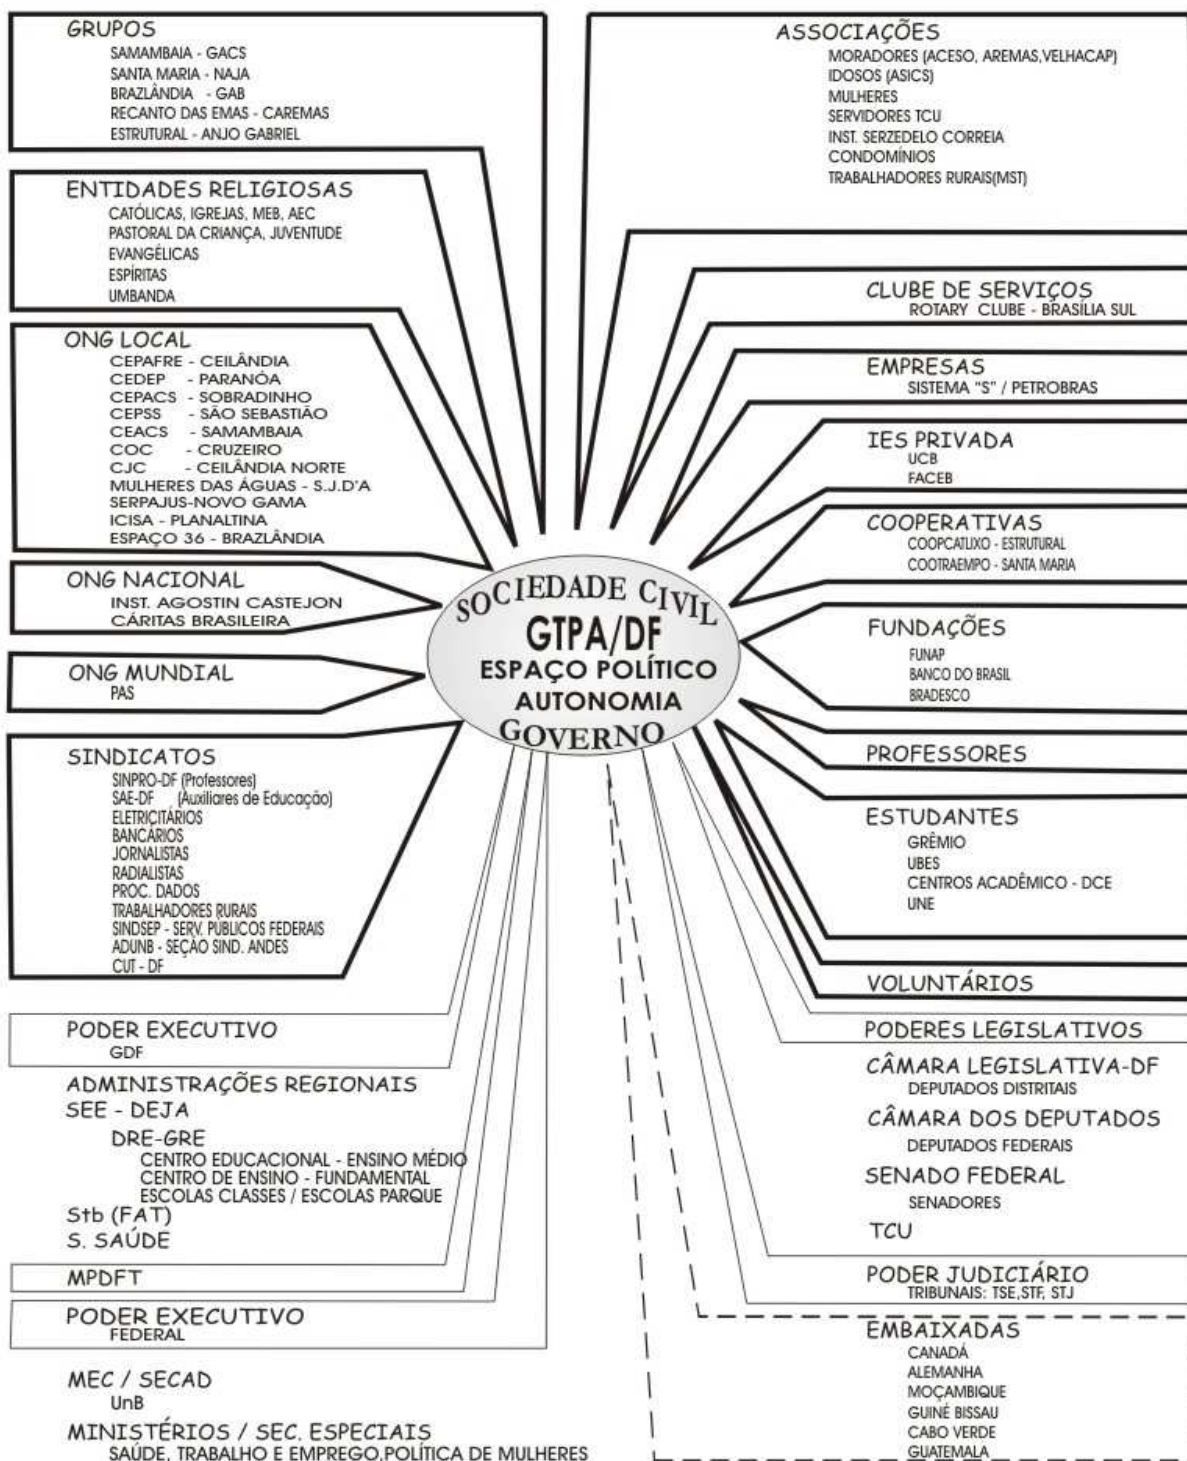 GRUPOS
SAMAMBAIA - GACS
SANTA MARIA - NAJA
BRAZLÂNDIA - GAB
RECANTO DAS EMAS - CAREMAS
ESTRUTURAL - ANJO GABRIEL
ENTIDADES RELIGIOSAS
CATÓLICAS, IGREJAS, MEB, AEC
PASTORAL DA CRIANÇA, JUVENTUDE
EVANGÉLICAS
ESPÍRITAS
UMBANDA
ONG LOCAL
CEPAFRE - CEILÂNDIA
CEDEP - PARANÓA
CEPACS - SOBRADINHO
CEPSS - SÃO SEBASTIÃO
CEACS - SAMAMBAIA
COC - CRUZEIRO
CJC - CEILÂNDIA NORTE
MULHERES DAS ÁGUAS - S.J.D'A
SERPAJUS-NOVO GAMA
ICISA - PLANALTINA
ESPAÇO 36 - BRAZLÂNDIA
ONG NACIONAL
INST. AGOSTIN CASTEJON
CÁRITAS BRASILEIRA
ONG MUNDIAL
PAS
SINDICATOS
SINPRO-DF (Professores)
SAE-DF (Auxiliares de Educação)
ELETRICITÁRIOS
BANCÁRIOS
JORNALISTAS
RADIALISTAS
PROC. DADOS
TRABALHADORES RURAIS
SINDSEP - SERV. PÚBLICOS FEDERAIS
ADUNB - SEÇÃO SIND. ANDES
CUT - DF
PODER EXECUTIVO
GDF
ADMINISTRAÇÕES REGIONAIS
SEE - DEJA
DRE-GRE
CENTRO EDUCACIONAL - ENSINO MÉDIO
CENTRO DE ENSINO - FUNDAMENTAL
ESCOLAS CLASSES / ESCOLAS PARQUE
Stb (FAT)
S. SAÚDE
MPDFT
PODER EXECUTIVO
FEDERAL
MEC / SECAD
UnB
MINISTÉRIOS / SEC. ESPECIAIS
SAÚDE, TRABALHO E EMPREGO,POLÍTICA DE MULHERES
SOCIEDADE CIVIL
GTPA/DF
ESPAÇO POLÍTICO
AUTONOMIA
GOVERNO
ASSOCIAÇÕES
MORADORES (ACESO, AREMAS,VELHACAP)
IDOSOS (ASICS)
MULHERES
SERVIDORES TCU
INST. SERZEDELO CORREIA
CONDOMÍNIOS
TRABALHADORES RURAIS(MST)
CLUBE DE SERVIÇOS
ROTARY CLUBE - BRASÍLIA SUL
EMPRESAS
SISTEMA "S" / PETROBRAS
IES PRIVADA
UCB
FACEB
COOPERATIVAS
COOPCATLIXO - ESTRUTURAL
COOTRAEMPO - SANTA MARIA
FUNDAÇÕES
FUNAP
BANCO DO BRASIL
BRADESCO
PROFESSORES
ESTUDANTES
GRÊMIO
UBES
CENTROS ACADÊMICO - DCE
UNE
VOLUNTÁRIOS
PODERES LEGISLATIVOS
CÂMARA LEGISLATIVA-DF
DEPUTADOS DISTRITAIS
CÂMARA DOS DEPUTADOS
DEPUTADOS FEDERAIS
SENADO FEDERAL
SENADORES
TCU
PODER JUDICIÁRIO
TRIBUNAIS: TSE,STF, STJ
EMBAIXADAS
CANADÁ
ALEMANHA
MOÇAMBIQUE
GUINÉ BISSAU
CABO VERDE
GUATEMALA